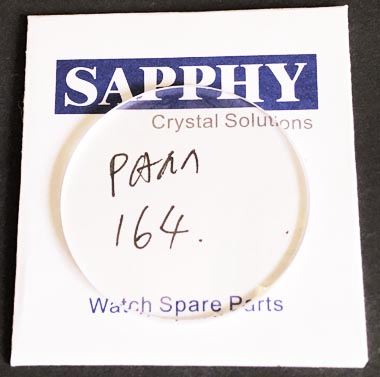 SAPPHY
Crystal Solutions
PAM
164.
Watch Spare Parts